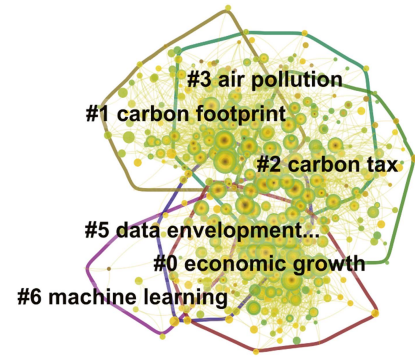 #3 air pollution
#1 carbon footprint
#2 carbon tax
#5 data envelopment...
#0 economic growth
#6 machine learning